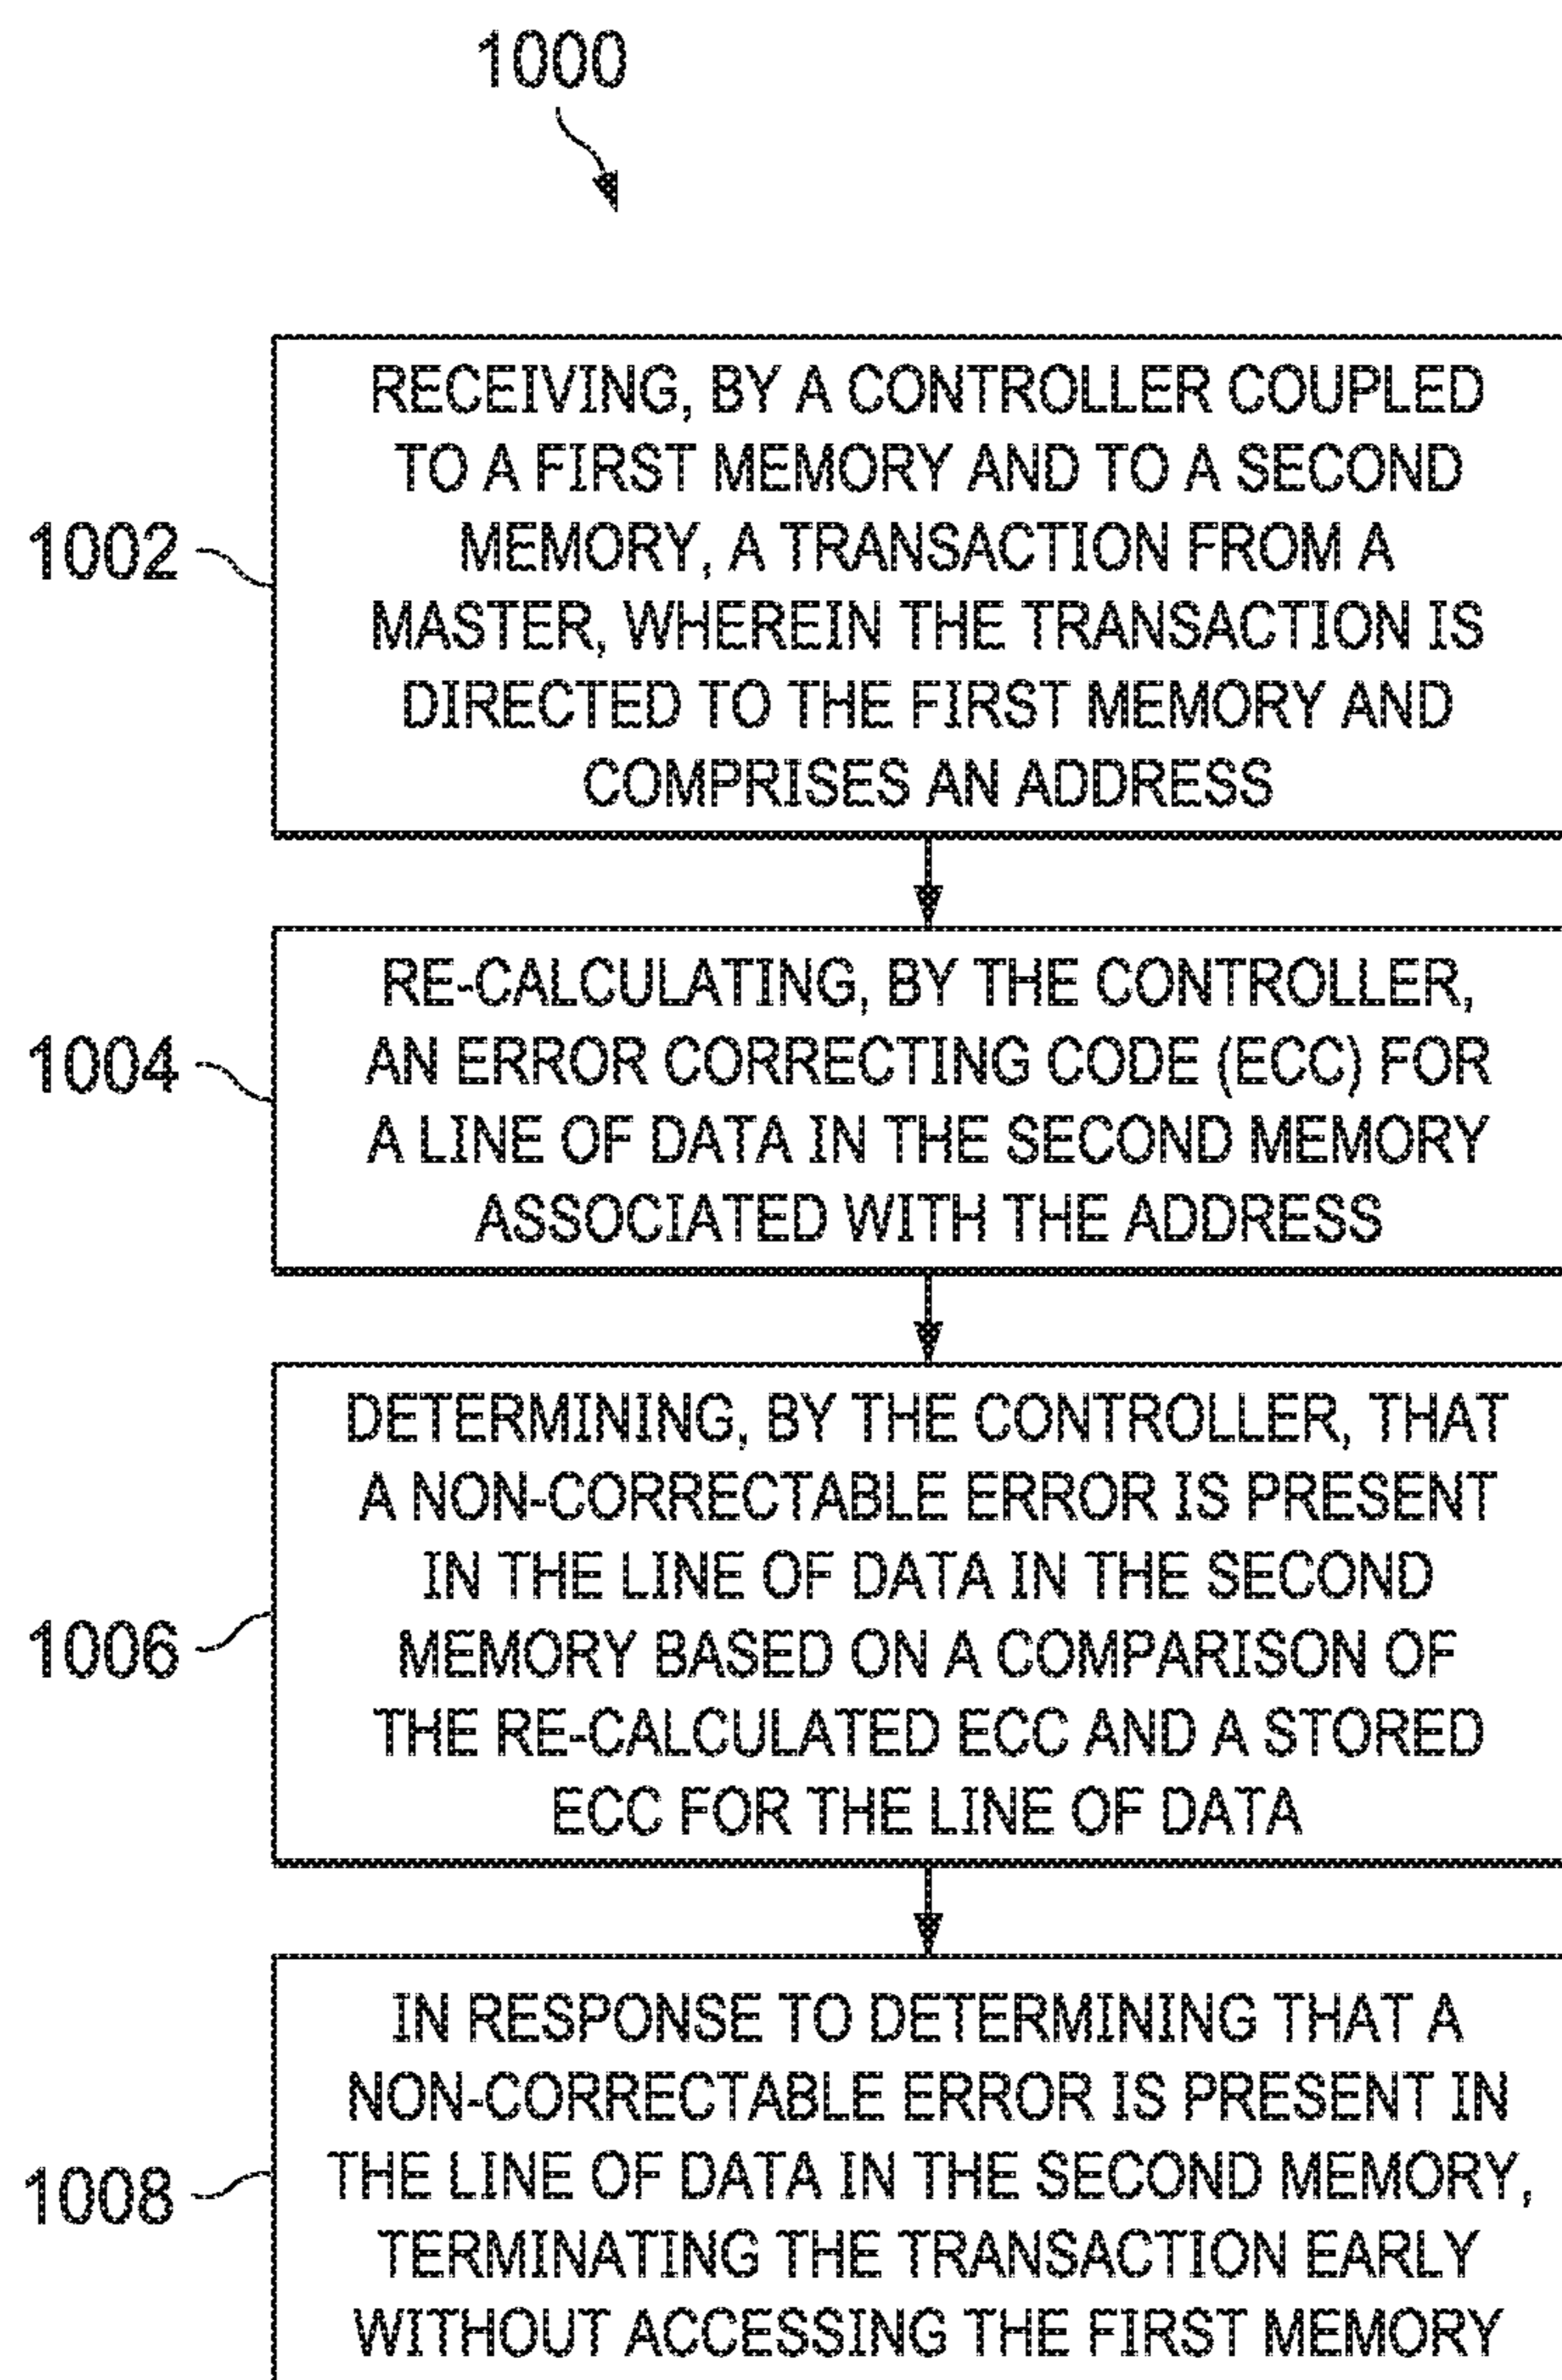 1000
1002
RECEIVING, BY A CONTROLLER COUPLED
TO A FIRST MEMORY AND TO A SECOND
MEMORY, A TRANSACTION FROM A
MASTER, WHEREIN THE TRANSACTION IS
DIRECTED TO THE FIRST MEMORY AND
COMPRISES AN ADDRESS
1004
RE-CALCULATING, BY THE CONTROLLER,
AN ERROR CORRECTING CODE (ECC) FOR
A LINE OF DATA IN THE SECOND MEMORY
ASSOCIATED WITH THE ADDRESS
1006
DETERMINING, BY THE CONTROLLER, THAT
A NON-CORRECTABLE ERROR IS PRESENT
IN THE LINE OF DATA IN THE SECOND
MEMORY BASED ON A COMPARISON OF
THE RE-CALCULATED ECC AND A STORED
ECC FOR THE LINE OF DATA
1008
IN RESPONSE TO DETERMINING THAT A
NON-CORRECTABLE ERROR IS PRESENT IN
THE LINE OF DATA IN THE SECOND MEMORY,
TERMINATING THE TRANSACTION EARLY
WITHOUT ACCESSING THE FIRST MEMORY